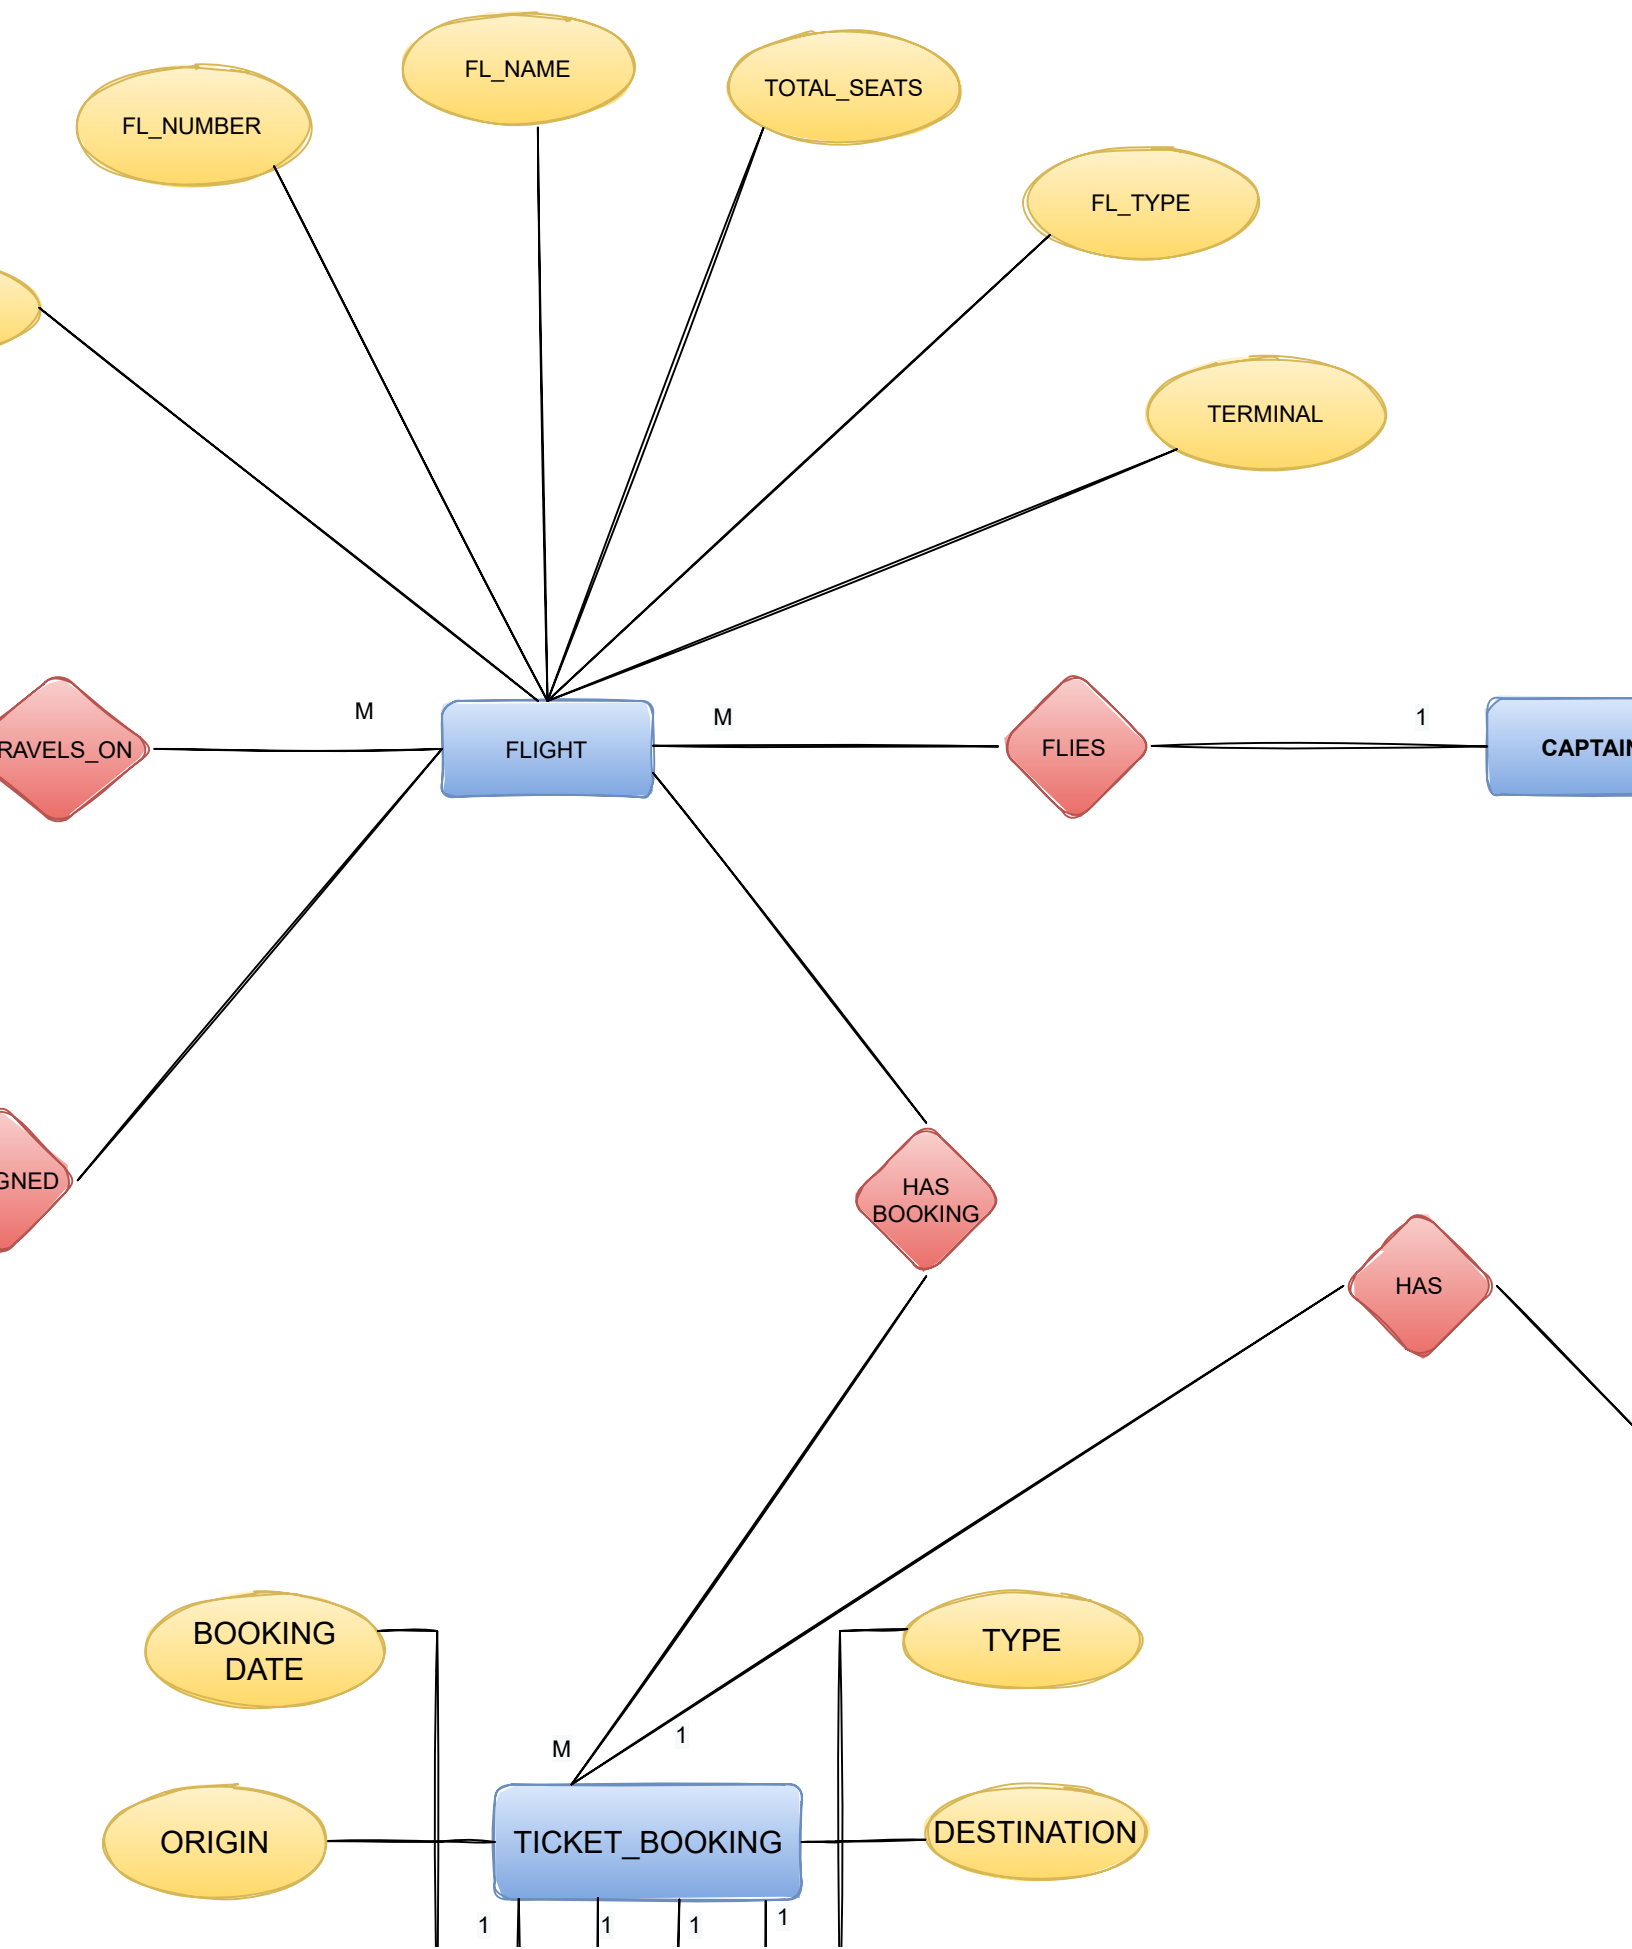 FL_NAME
TOTAL_SEATS
FL_NUMBER
FL_TYPE
TERMINAL
M
M
1
RAVELS_ON
FLIGHT
FLIES
CAPTAIN
GNED
HAS
BOOKING
HAS
BOOKING
DATE
TYPE
M
1
ORIGIN
TICKET_BOOKING
DESTINATION
1
1
1
1